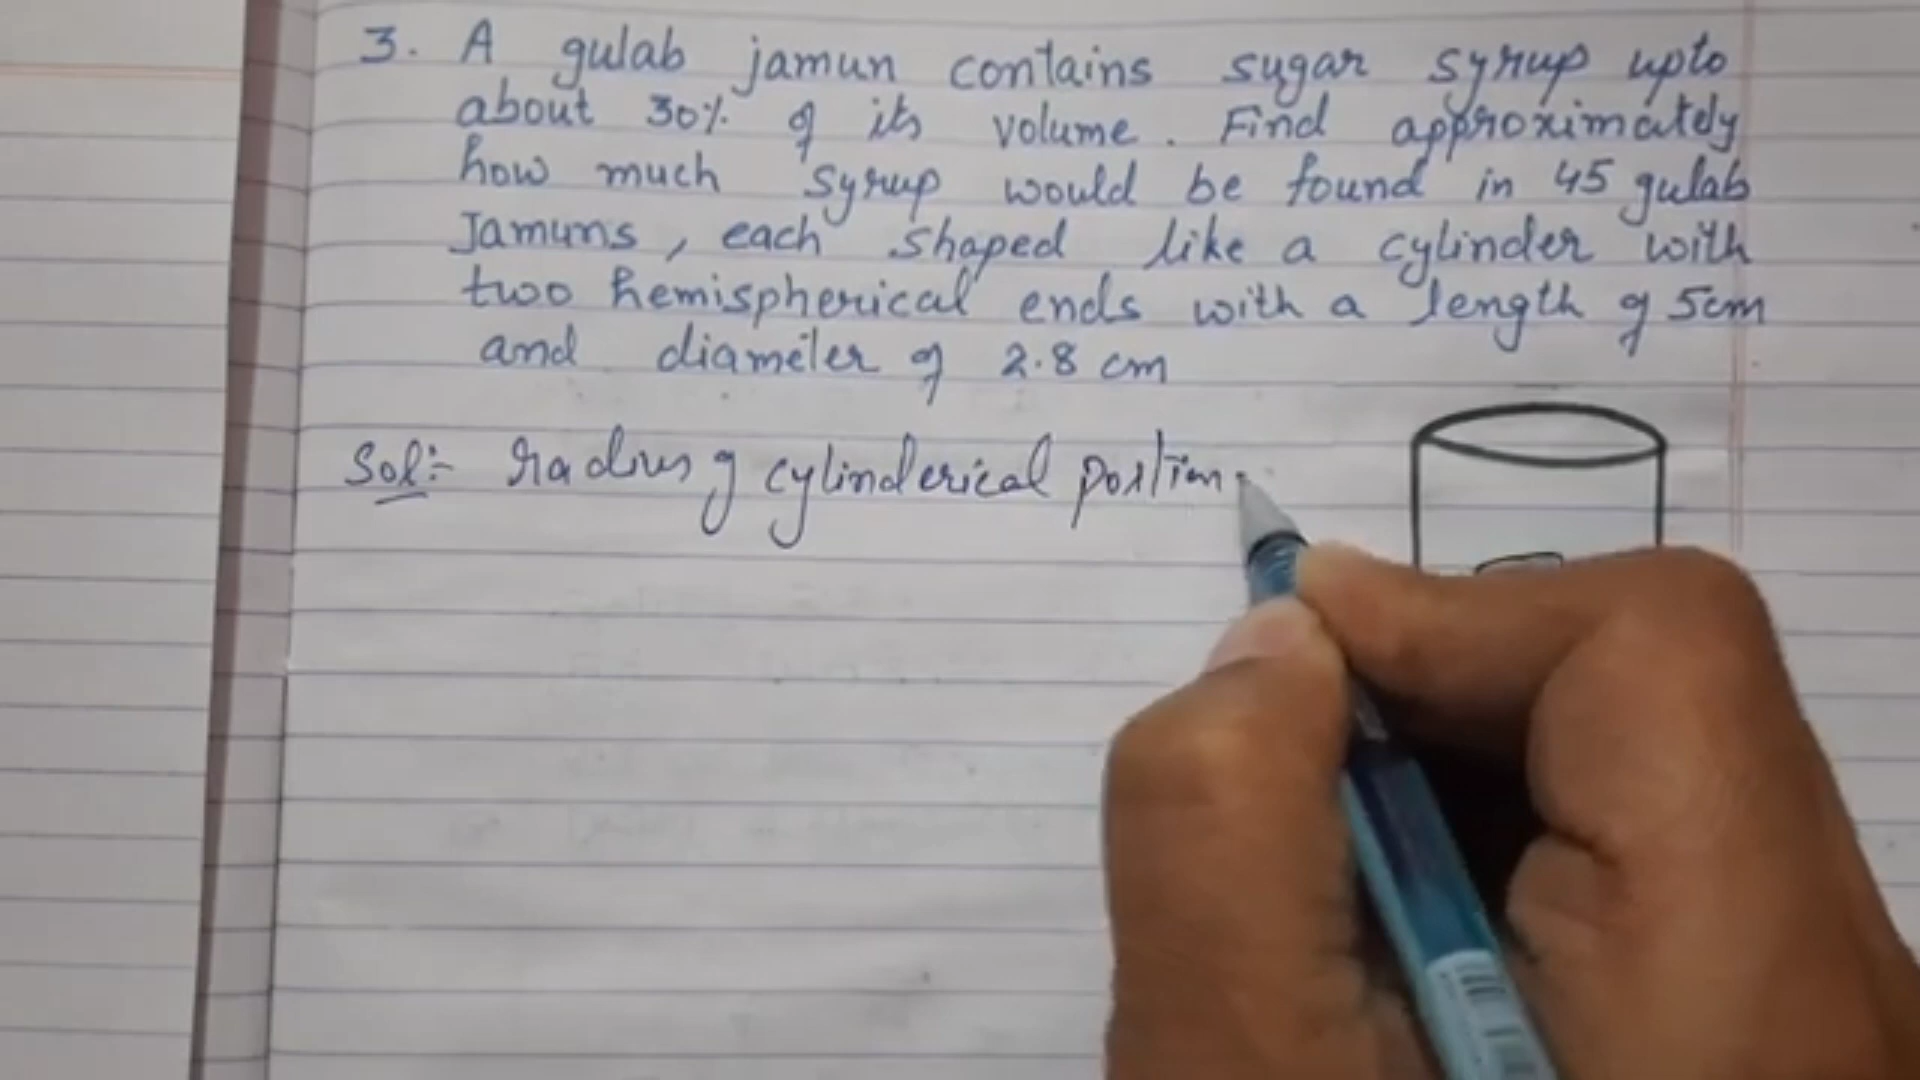 3. A gulab jamun contains sugar syrup upto
about 30% of its volume. Find approximately
how much syrup would be found in 45 gulab
Jamuns, each shaped like a cylinder with
two hemispherical ends with a length of 5cm
and diameter of 2.8 cm
Sol:- radius of cylinderical portion